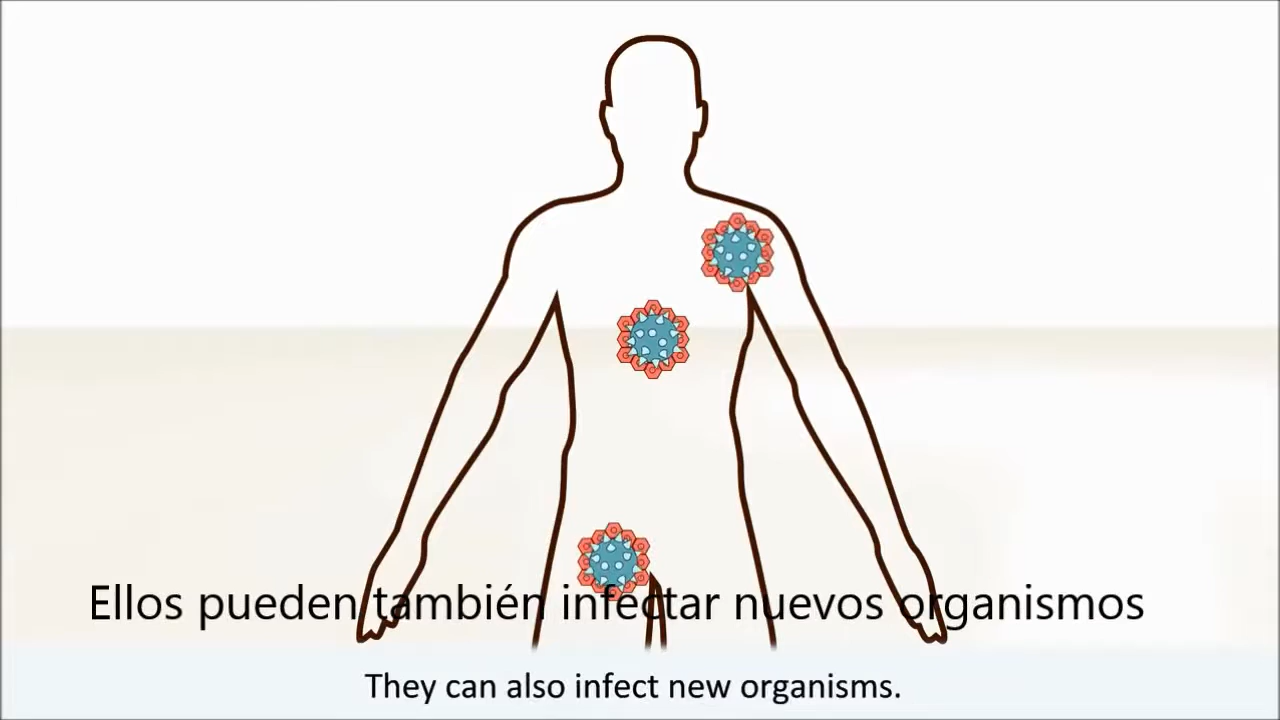 Ellos pueden también infectar nuevos organismos
They can also infect new organisms.